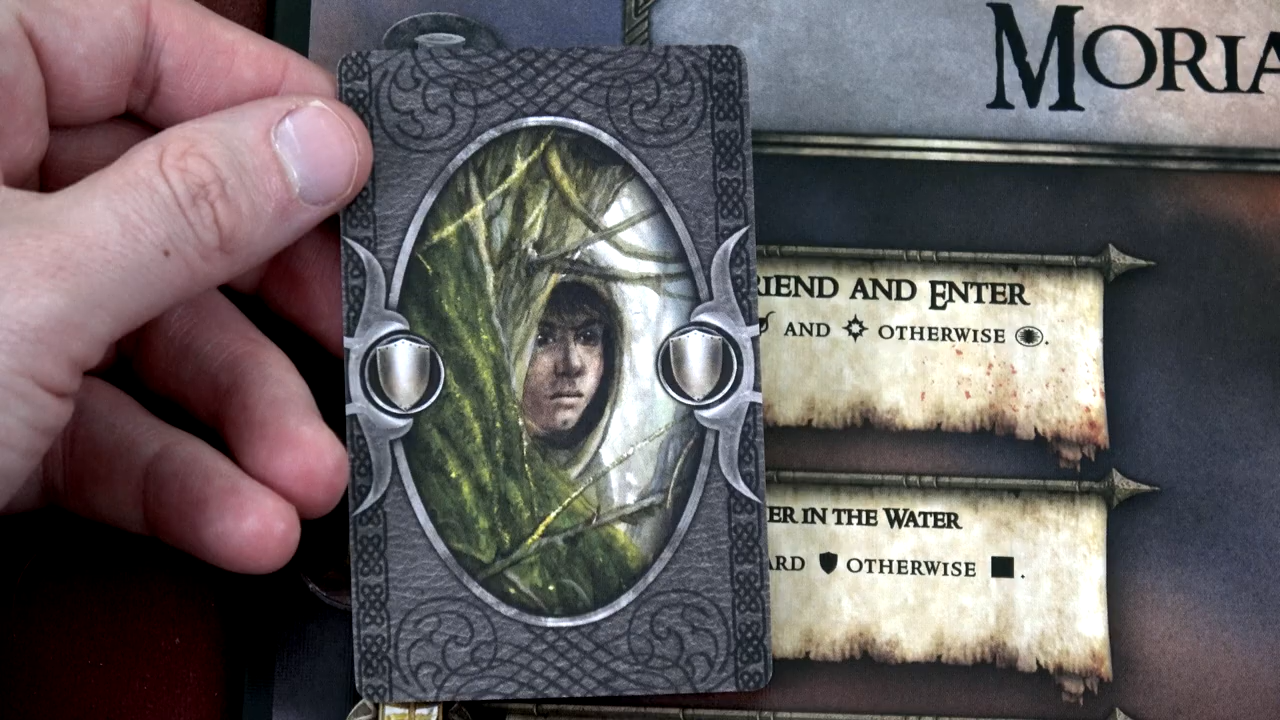 MORIA
RIEND AND ENTER
AND OTHERWISE .
ER IN THE WATER
ARD OTHERWISE .